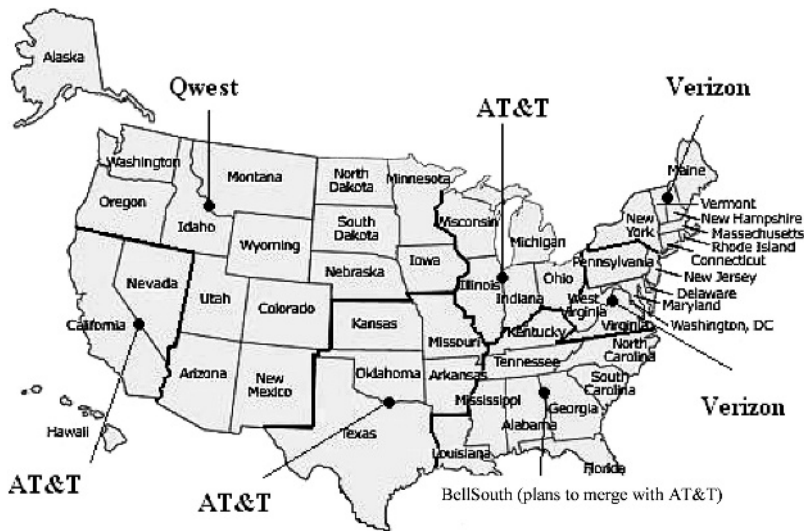 Alaska
Qwest
Verizon
AT&T
Washington
Montana
North
Dakota
Minnesota
Maine
Oregon
Idaho
South
Dakota
Wisconsin
Vermont
New
York
New Hampshire
Massachusetts
Rhode Island
Connecticut
Wyoming
Michigan
Iowa
Pennsylvania
New Jersey
Nevada
Nebraska
Illinois
Indiana
Ohio
Delaware
Maryland
Utah
Colorado
West
Virginia
Virginia
Washington, DC
California
Kansas
Missouri
Kentucky
North
Carolina
Tennessee
Arizona
New
Mexico
Oklahoma
Arkansas
South
Carolina
Mississippi
Alabama
Georgia
Verizon
Hawaii
Texas
Louisiana
Florida
AT&T
AT&T
BellSouth (plans to merge with AT&T)